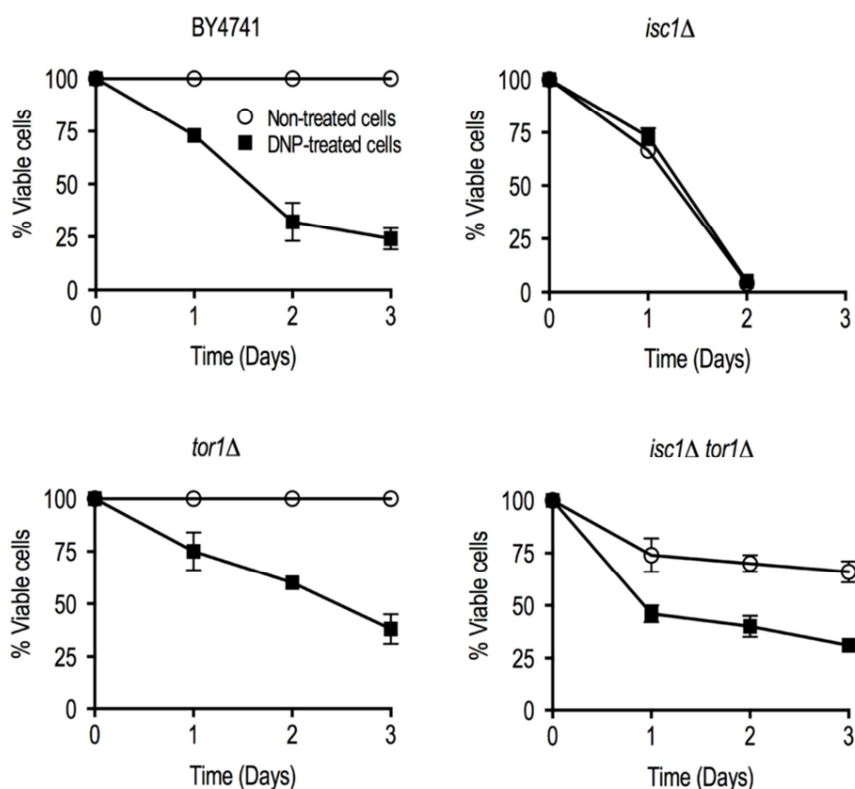 BY4741
% Viable cells
100
75
50
25
0
Non-treated cells
DNP-treated cells
0 1 2 3
Time (Days)
isc1Δ
% Viable cells
100
75
50
25
0
0 1 2 3
Time (Days)
tor1Δ
% Viable cells
100
75
50
25
0
0 1 2 3
Time (Days)
isc1Δ tor1Δ
% Viable cells
100
75
50
25
0
0 1 2 3
Time (Days)